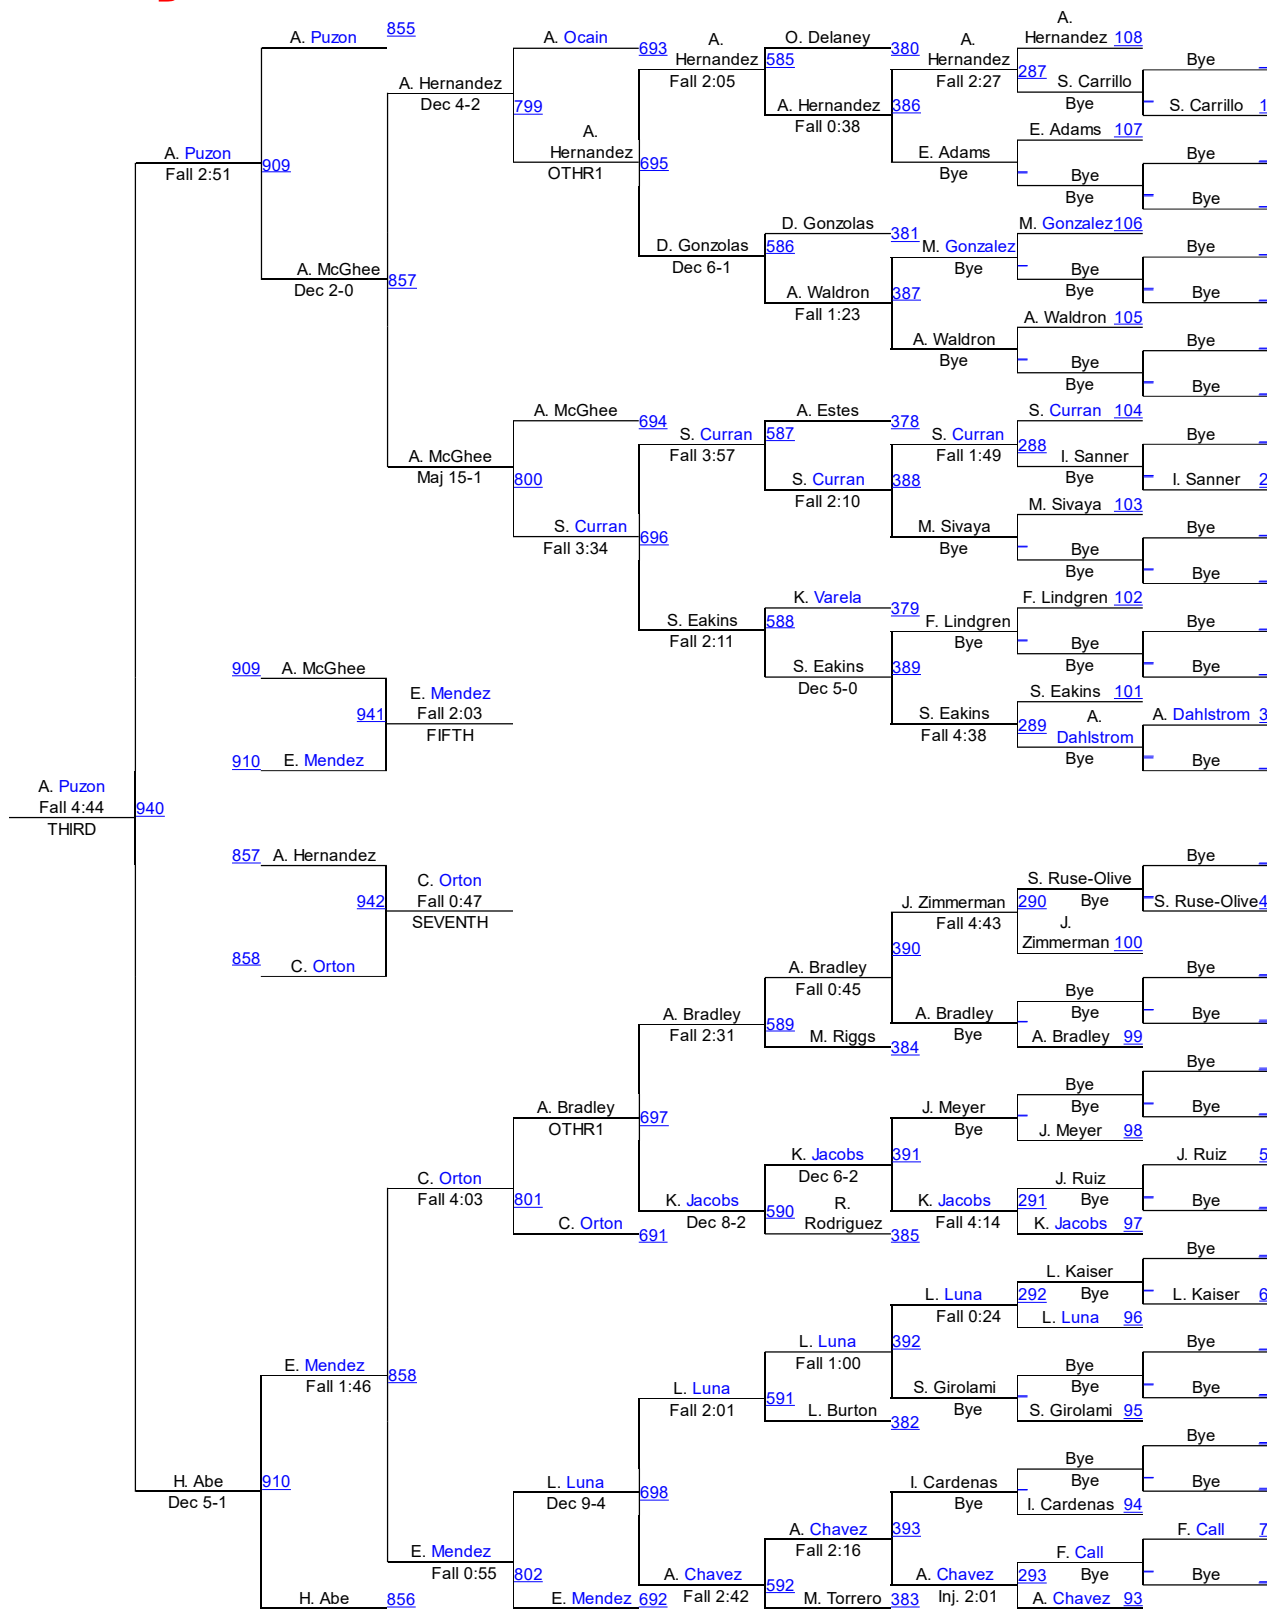 A. Puzon 855
A. Ocain 693
A.
Hernandez
Fall 2:05
O. Delaney 380
A.
Hernandez
Fall 2:27
A.
Hernandez 108
Bye
585
287
S. Carrillo
Bye
S. Carrillo 1
A. Hernandez
Dec 4-2
799
A. Hernandez
Fall 0:38
386
E. Adams 107
A.
Hernandez
OTHR1
695
A. Puzon
Fall 2:51
909
E. Adams
Bye
Bye
Bye
Bye
Bye
D. Gonzolas 381
M. Gonzalez 106
D. Gonzolas
Dec 6-1
586
M. Gonzalez
Bye
Bye
A. McGhee
Dec 2-0
857
Bye
Bye
Bye
A. Waldron
Fall 1:23
387
A. Waldron 105
A. Waldron
Bye
Bye
Bye
Bye
Bye
A. McGhee 694
A. Estes 378
S. Curran 104
S. Curran
Fall 3:57
587
S. Curran
Fall 1:49
288
Bye
A. McGhee
Maj 15-1
800
I. Sanner
Bye
I. Sanner 2
S. Curran
Fall 2:10
388
M. Sivaya 103
S. Curran
Fall 3:34
696
M. Sivaya
Bye
Bye
Bye
Bye
Bye
K. Varela 379
F. Lindgren 102
S. Eakins
Fall 2:11
588
F. Lindgren
Bye
Bye
Bye
Bye
Bye
909 A. McGhee
S. Eakins
Dec 5-0
389
S. Eakins 101
941
E. Mendez
Fall 2:03
FIFTH
S. Eakins
Fall 4:38
289
A.
Dahlstrom
Bye
A. Dahlstrom 3
910 E. Mendez
Bye
A. Puzon
Fall 4:44
THIRD
940
857 A. Hernandez
Bye
942
C. Orton
Fall 0:47
SEVENTH
J. Zimmerman
Fall 4:43
S. Ruse-Olive
290 Bye
S. Ruse-Olive 4
J.
Zimmerman 100
858 C. Orton
390
A. Bradley
Fall 0:45
Bye
A. Bradley
Fall 2:31
589
A. Bradley
Bye
Bye
Bye
Bye
M. Riggs 384
A. Bradley 99
Bye
A. Bradley
OTHR1
697
J. Meyer
Bye
Bye
Bye
Bye
J. Meyer 98
K. Jacobs
Dec 6-2
391
J. Ruiz 5
C. Orton
Fall 4:03
801
K. Jacobs
Dec 8-2
590
R.
Rodriguez 385
K. Jacobs
Fall 4:14
J. Ruiz
291 Bye
Bye
C. Orton 691
K. Jacobs 97
Bye
L. Luna
Fall 0:24
L. Kaiser
292 Bye
L. Kaiser 6
L. Luna 96
E. Mendez
Fall 1:46
858
L. Luna
Fall 1:00
392
Bye
L. Luna
Fall 2:01
591
L. Burton 382
S. Girolami
Bye
Bye
Bye
Bye
S. Girolami 95
Bye
H. Abe
Dec 5-1
910
L. Luna
Dec 9-4
698
I. Cardenas
Bye
Bye
Bye
Bye
I. Cardenas 94
A. Chavez
Fall 2:16
393
F. Call 7
E. Mendez
Fall 0:55
802
A. Chavez
Fall 2:42
592
A. Chavez
Inj. 2:01
F. Call
293 Bye
Bye
H. Abe 856
E. Mendez 692
M. Torrero 383
A. Chavez 93